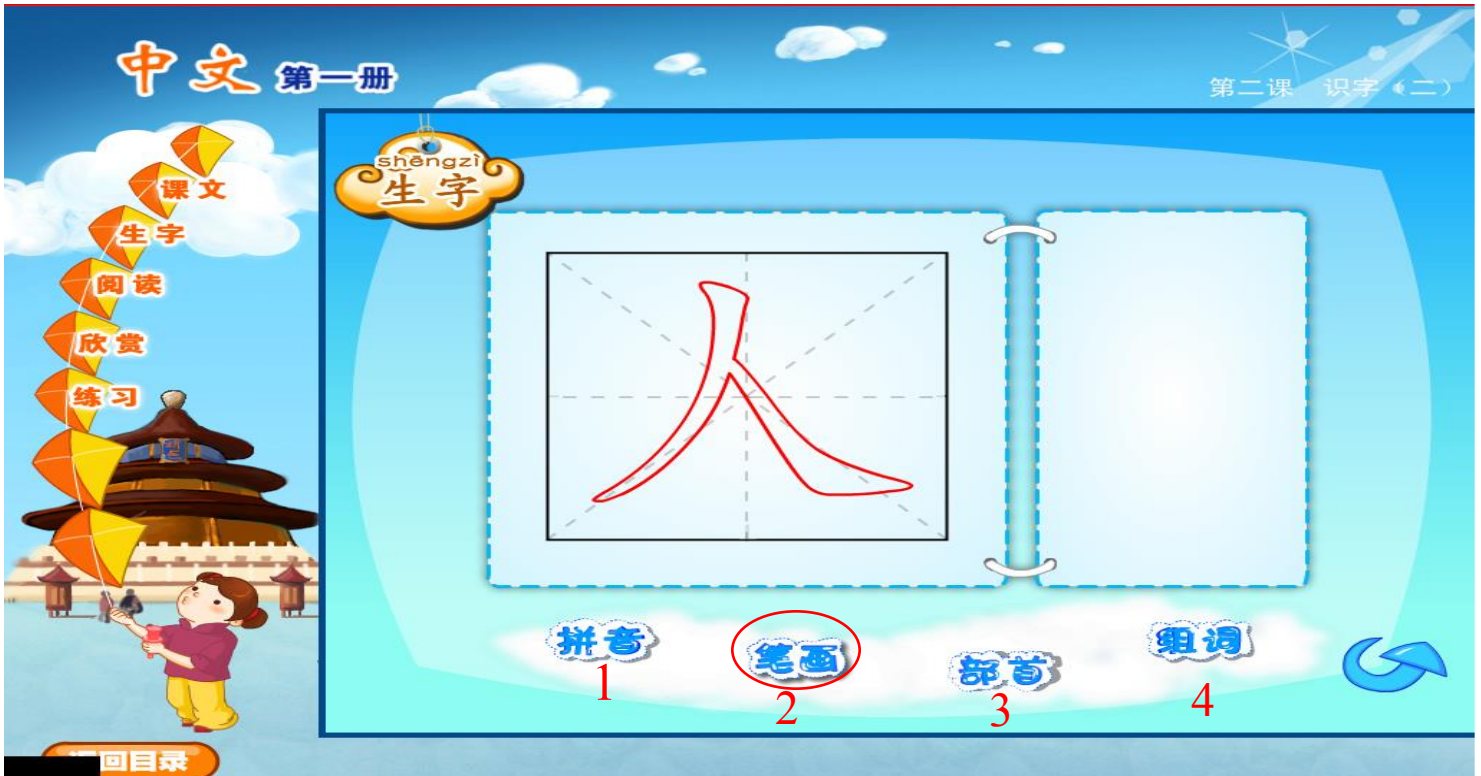 中文 第一册
第二课 识字（二）
shēngzì
生字
课文
生字
阅读
欣赏
练习
人
拼音
笔画
部首
组词
1
2
3
4
回目录